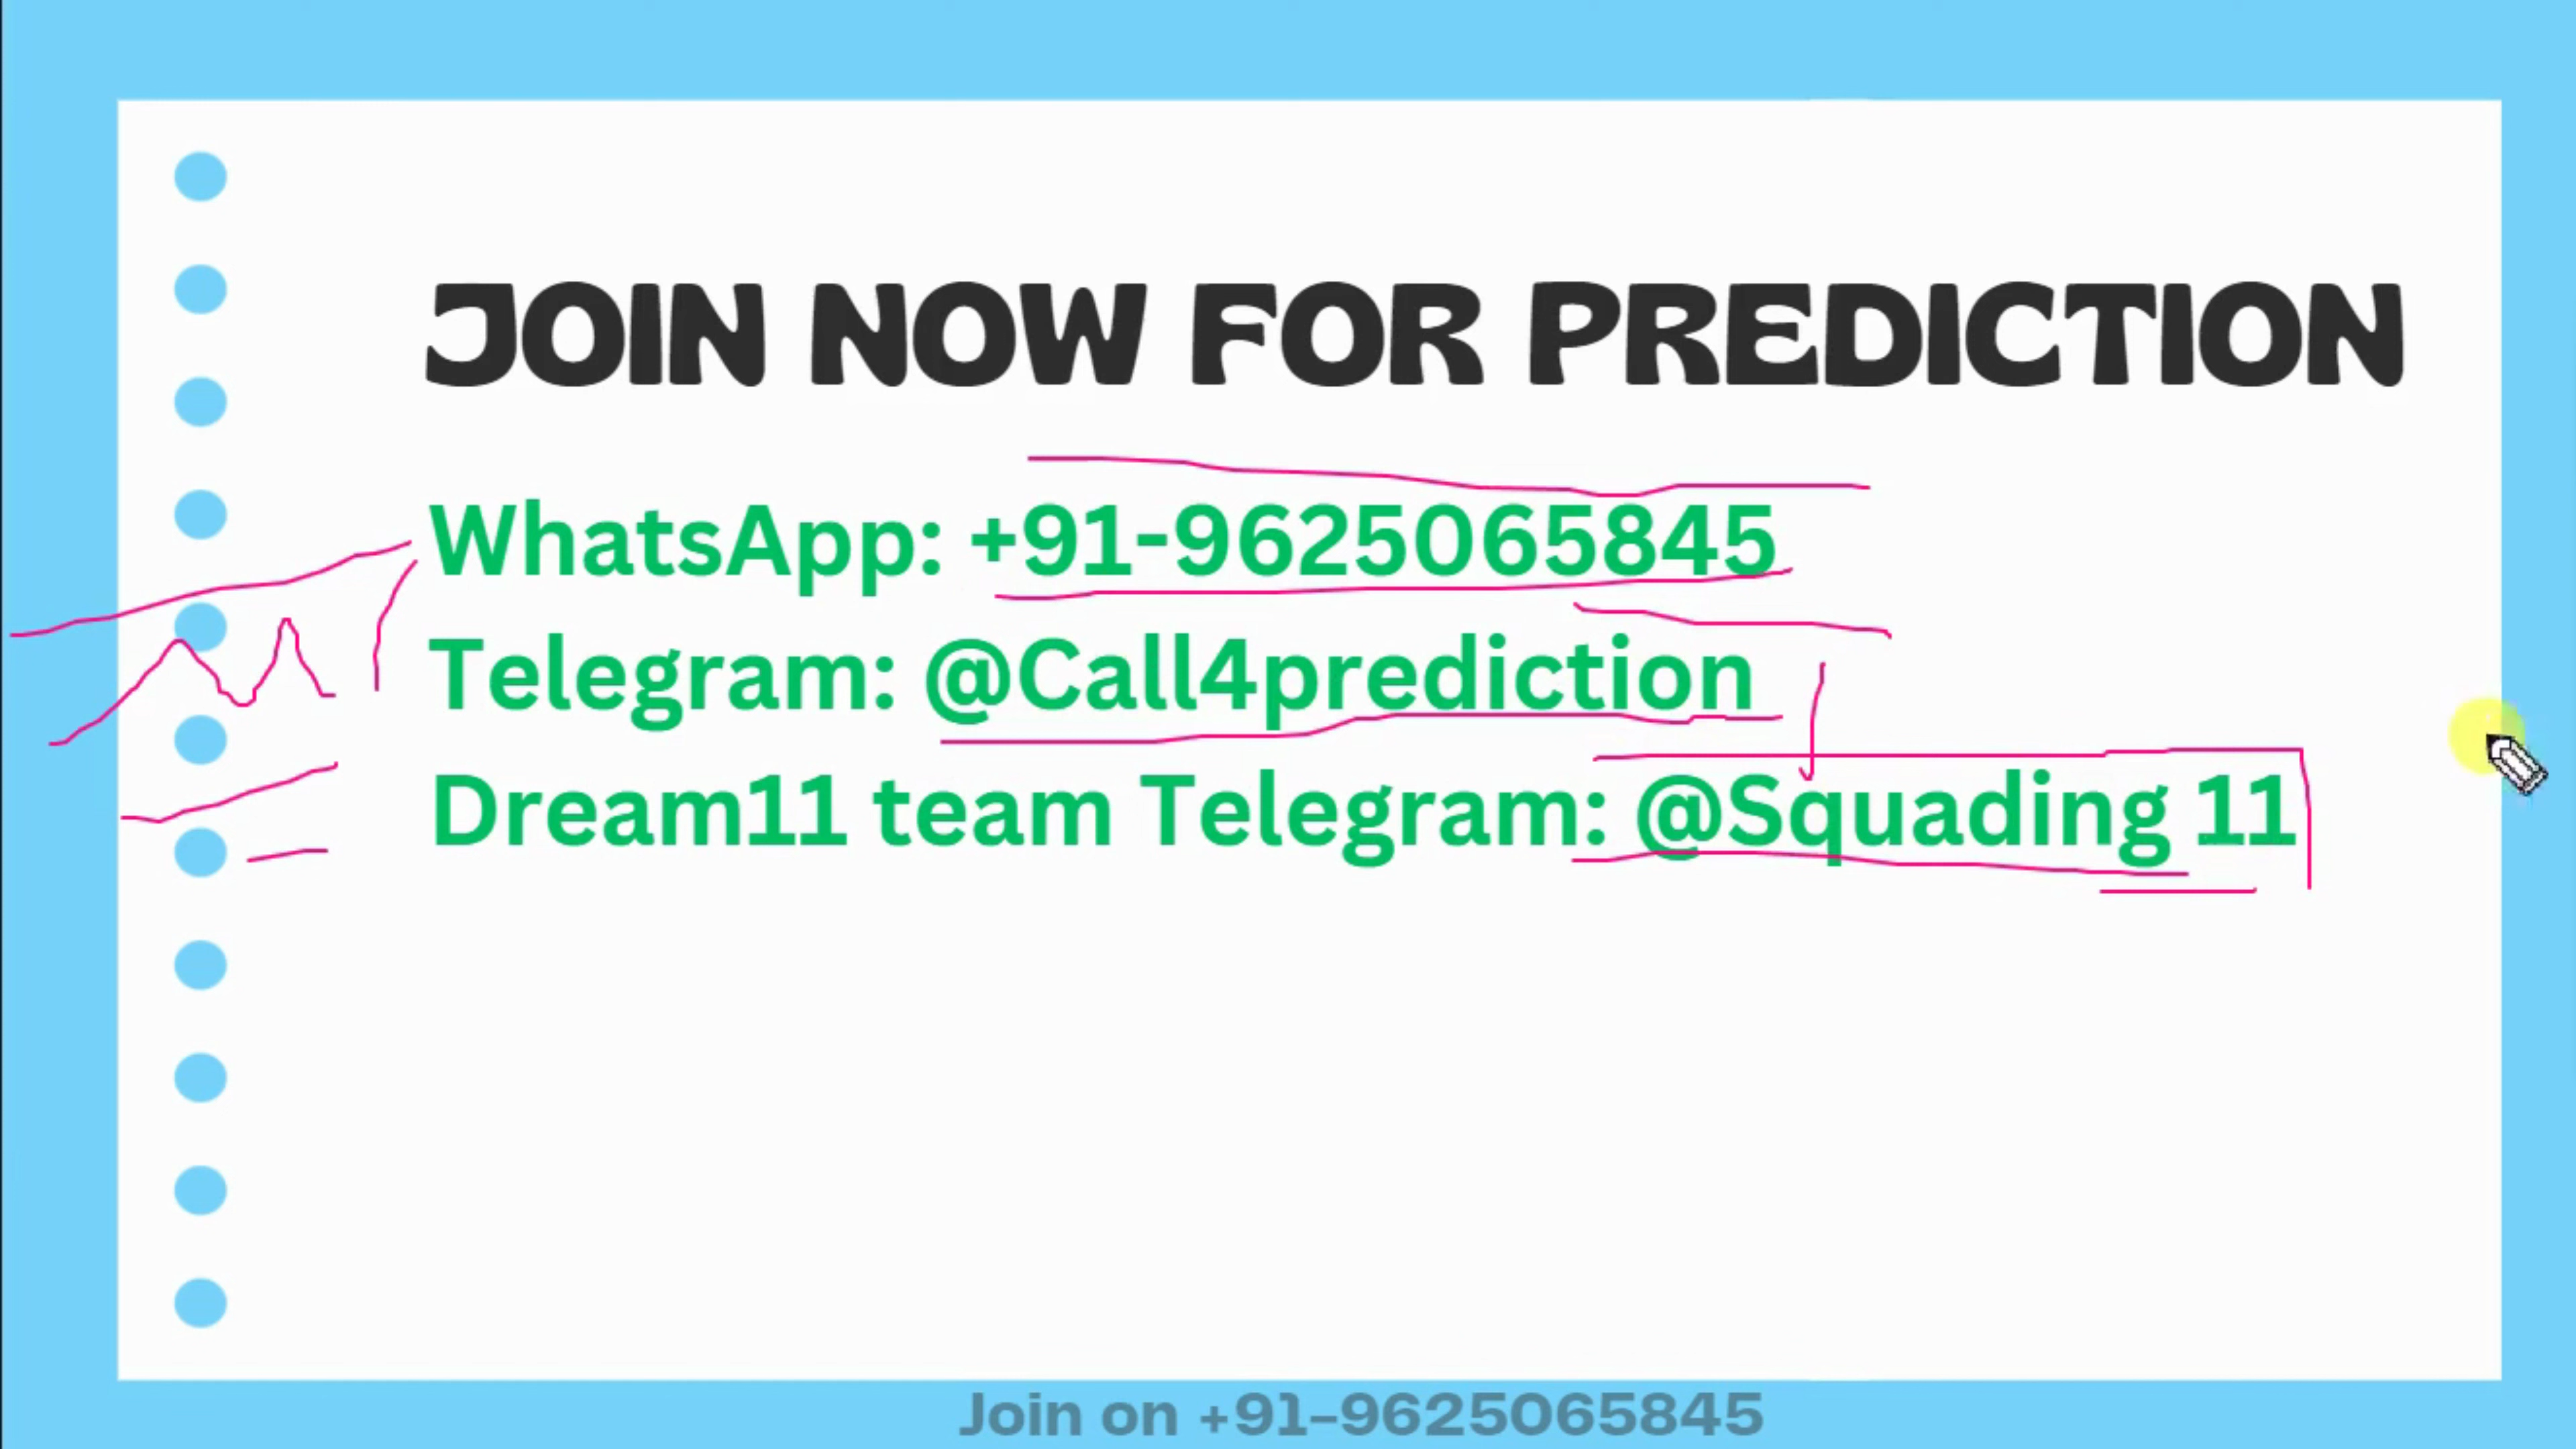 JOIN NOW FOR PREDICTION
WhatsApp: +91-9625065845
Telegram: @Call4prediction
Dream11 team Telegram: @Squading 11
Join on +91-9625065845